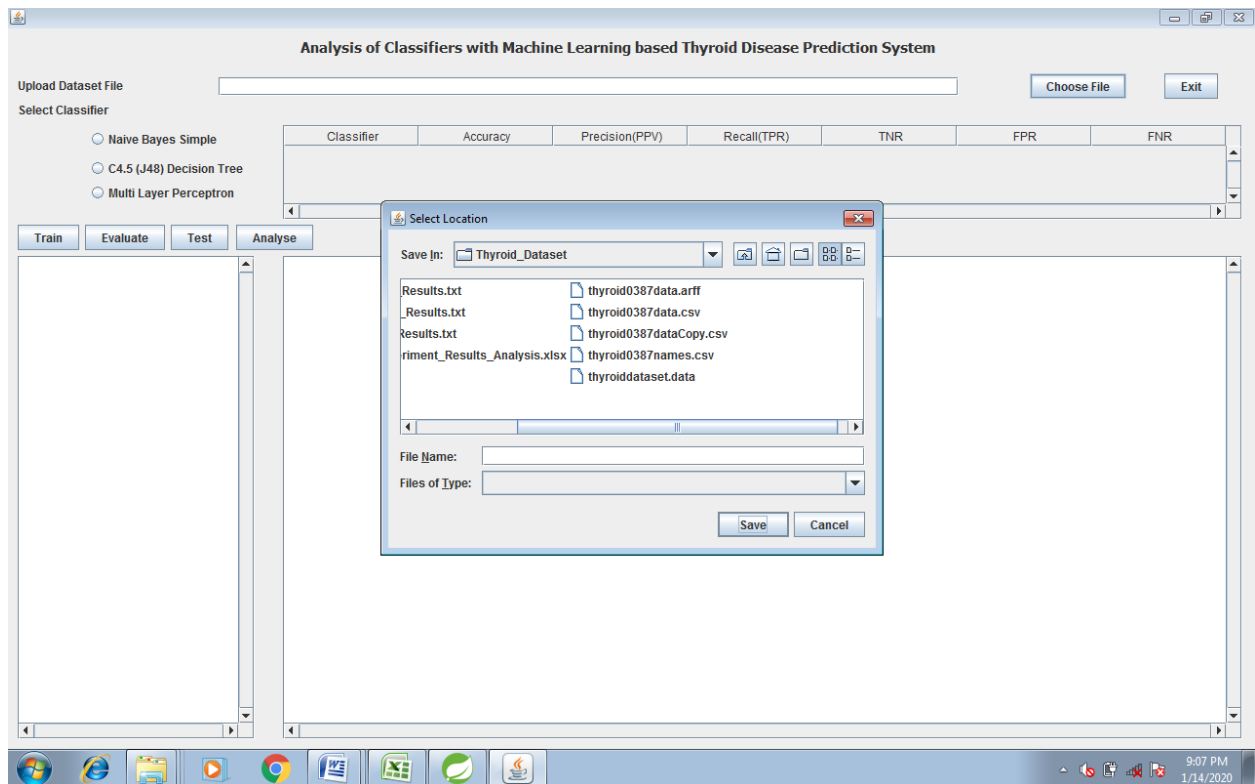 Analysis of Classifiers with Machine Learning based Thyroid Disease Prediction System
Upload Dataset File
Choose File
Exit
Select Classifier
Naive Bayes Simple
C4.5 (J48) Decision Tree
Multi Layer Perceptron
Classifier Accuracy Precision(PPV) Recall(TPR) TNR FPR FNR
Train Evaluate Test Analyse
Select Location
Save In: Thyroid_Dataset
_Results.txt
_Results.txt
Results.txt
eriment_Results_Analysis.xlsx
thyroid0387data.arff
thyroid0387data.csv
thyroid0387dataCopy.csv
thyroid0387names.csv
thyroiddataset.data
File Name:
Files of Type:
Save Cancel
9:07 PM
1/14/2020